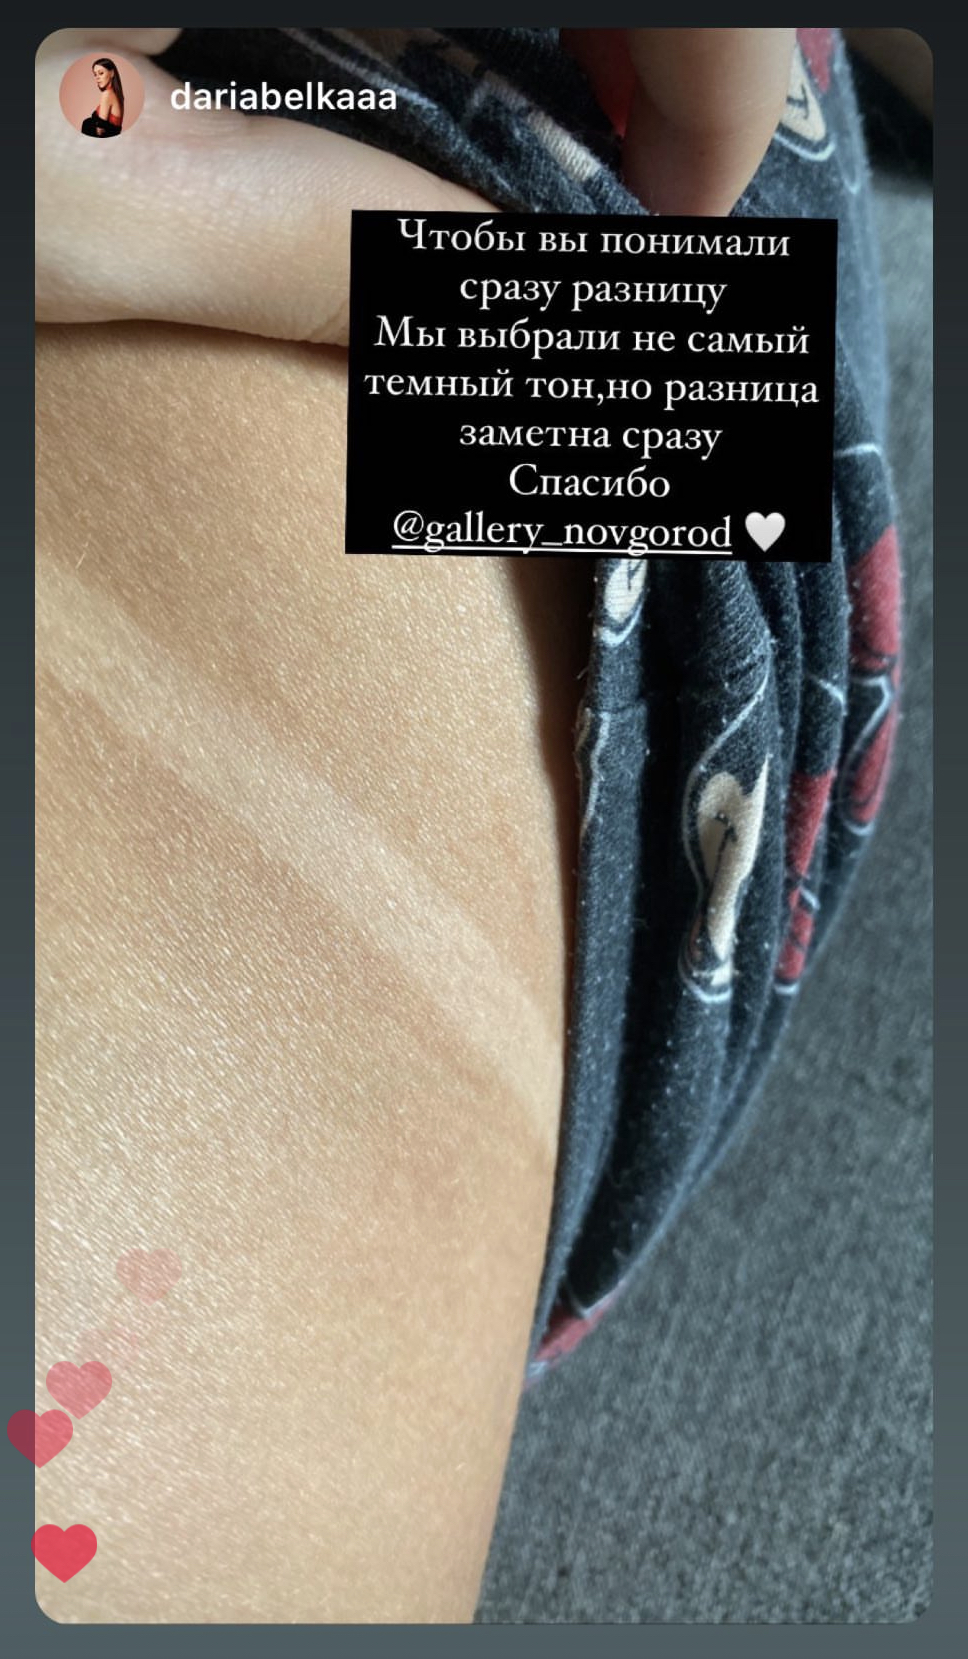 dariabelkaaa
Чтобы вы понимали
сразу разницу
Мы выбрали не самый
темный тон,но разница
заметна сразу
Спасибо
@gallery_novgorod 🤍